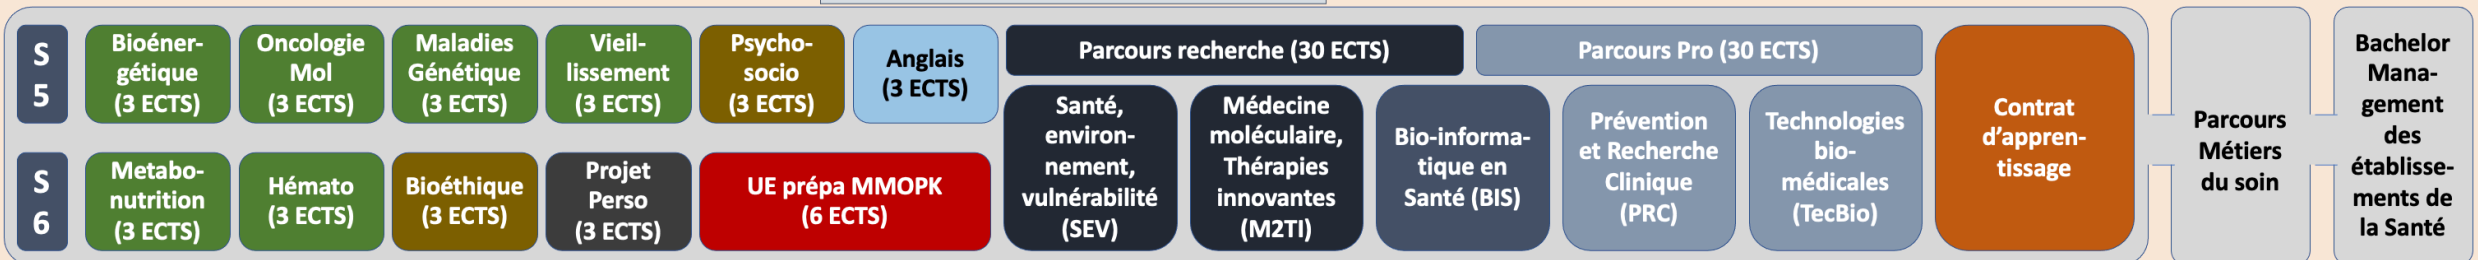 S
5
Bioéner-
gétique
(3 ECTS)
Oncologie
Mol
(3 ECTS)
Maladies
Génétique
(3 ECTS)
Vieil-
lissement
(3 ECTS)
Psycho-
socio
(3 ECTS)
Anglais
(3 ECTS)
S
6
Metabo-
nutrition
(3 ECTS)
Hémato
(3 ECTS)
Bioéthique
(3 ECTS)
Projet
Perso
(3 ECTS)
UE prépa MMOPK
(6 ECTS)
Parcours recherche (30 ECTS)
Parcours Pro (30 ECTS)
Santé,
environ-
nement,
vulnérabilité
(SEV)
Médecine
moléculaire,
Thérapies
innovantes
(M2TI)
Bio-informa-
tique en
Santé (BIS)
Prévention
et Recherche
Clinique
(PRC)
Technologies
bio-
médicales
(TecBio)
Contrat
d’appren-
tissage
Parcours
Métiers
du soin
Bachelor
Mana-
gement
des
établisse-
ments de
la Santé